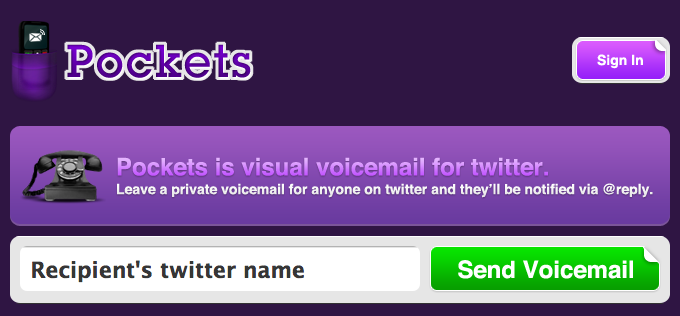 Pockets
Sign In
Pockets is visual voicemail for twitter.
Leave a private voicemail for anyone on twitter and they'll be notified via @reply.
Recipient's twitter name
Send Voicemail